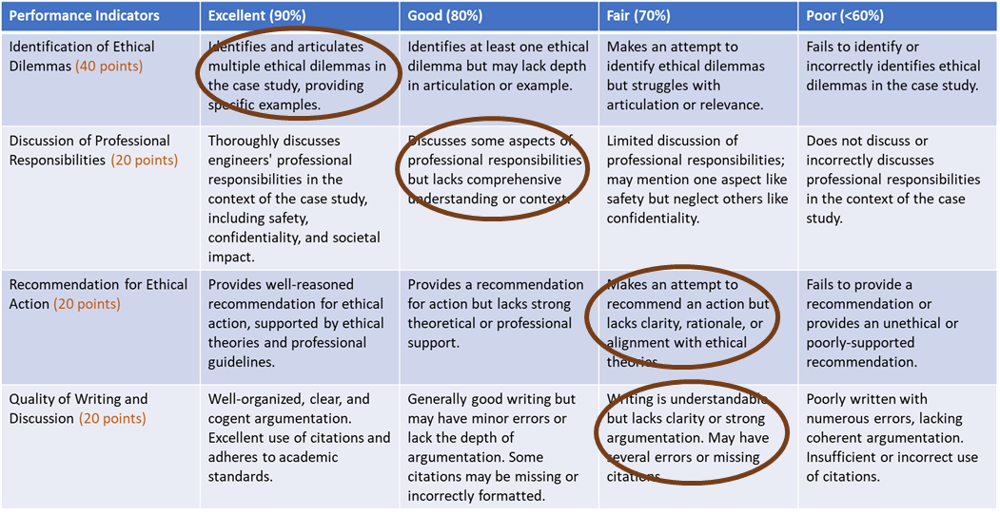 Performance Indicators
Excellent (90%)
Good (80%)
Fair (70%)
Poor (<60%)
Identification of Ethical
Dilemmas (40 points)
Identifies and articulates
multiple ethical dilemmas in
the case study, providing
specific examples.
Identifies at least one ethical
dilemma but may lack depth
in articulation or example.
Makes an attempt to
identify ethical dilemmas
but struggles with
articulation or relevance.
Fails to identify or
incorrectly identifies ethical
dilemmas in the case study.
Discussion of Professional
Responsibilities (20 points)
Thoroughly discusses
engineers' professional
responsibilities in the
context of the case study,
including safety,
confidentiality, and societal
impact.
Discusses some aspects of
professional responsibilities
but lacks comprehensive
understanding or context.
Limited discussion of
professional responsibilities;
may mention one aspect like
safety but neglect others like
confidentiality.
Does not discuss or
incorrectly discusses
professional responsibilities
in the context of the case
study.
Recommendation for Ethical
Action (20 points)
Provides well-reasoned
recommendation for ethical
action, supported by ethical
theories and professional
guidelines.
Provides a recommendation
for action but lacks strong
theoretical or professional
support.
Makes an attempt to
recommend an action but
lacks clarity, rationale, or
alignment with ethical
theories.
Fails to provide a
recommendation or
provides an unethical or
poorly-supported
recommendation.
Quality of Writing and
Discussion (20 points)
Well-organized, clear, and
cogent argumentation.
Excellent use of citations and
adheres to academic
standards.
Generally good writing but
may have minor errors or
lack the depth of
argumentation. Some
citations may be missing or
incorrectly formatted.
Writing is understandable
but lacks clarity or strong
argumentation. May have
several errors or missing
citations.
Poorly written with
numerous errors, lacking
coherent argumentation.
Insufficient or incorrect use
of citations.